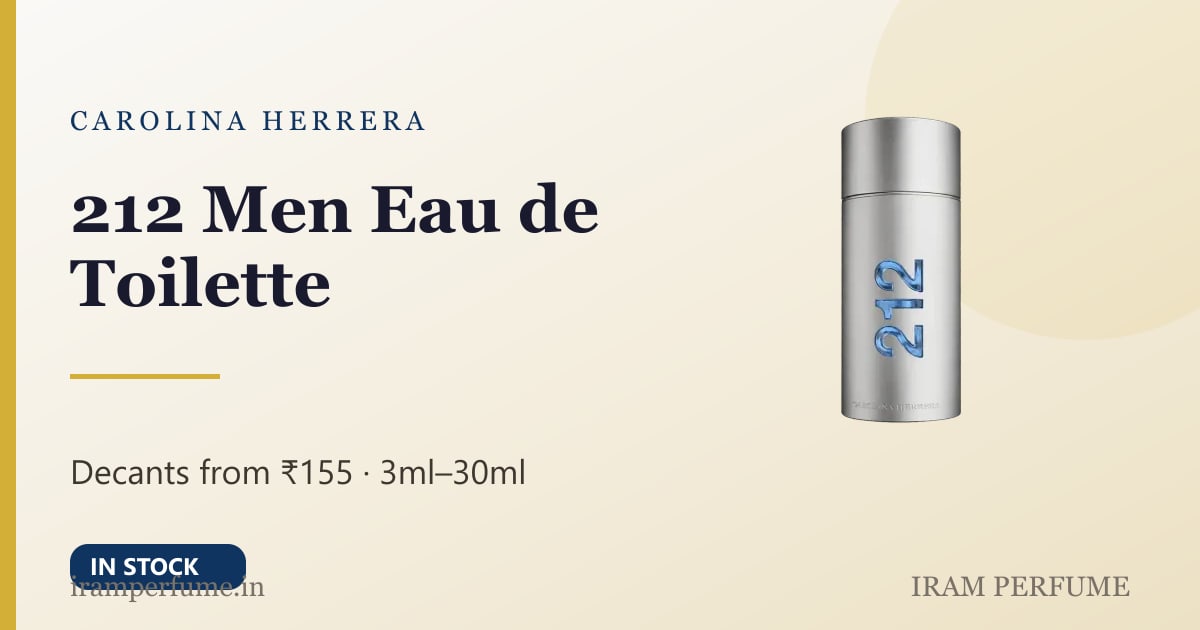 CAROLINA HERRERA
212 Men Eau de
Toilette
212
Decants from ₹155 · 3ml–30ml
IN STOCK
iramperfume.in
IRAM PERFUME